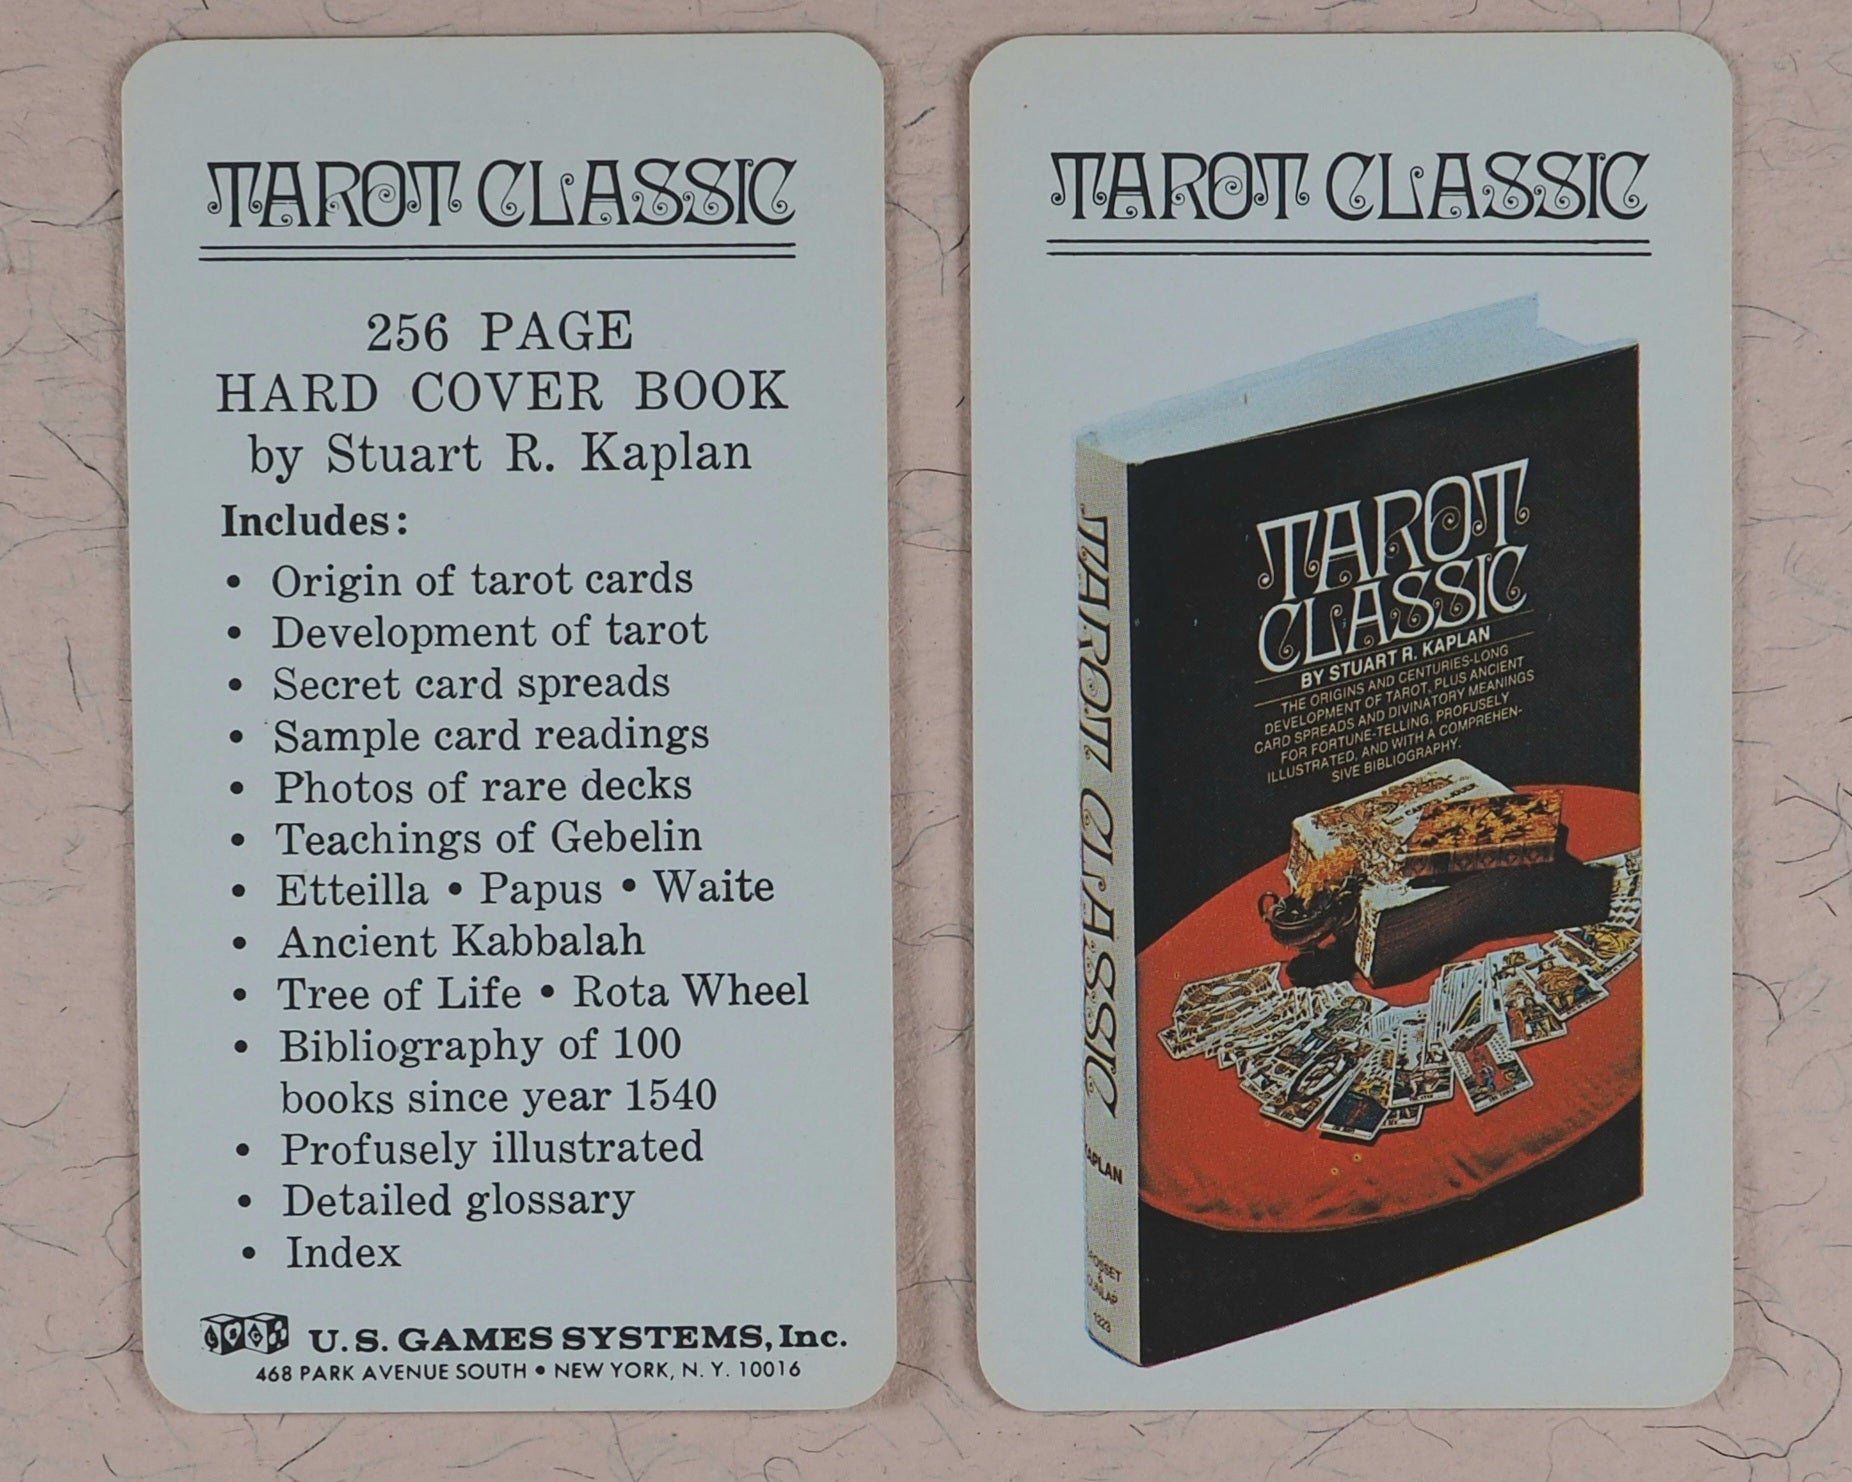 TAROT CLASSIC
256 PAGE
HARD COVER BOOK
by Stuart R. Kaplan
Includes:
• Origin of tarot cards
• Development of tarot
• Secret card spreads
• Sample card readings
• Photos of rare decks
• Teachings of Gebelin
• Etteilla • Papus • Waite
• Ancient Kabbalah
• Tree of Life • Rota Wheel
• Bibliography of 100
books since year 1540
• Profusely illustrated
• Detailed glossary
• Index
U.S. GAMES SYSTEMS, Inc.
468 PARK AVENUE SOUTH • NEW YORK, N. Y. 10016
TAROT CLASSIC
TAROT
CLASSIC
BY STUART R. KAPLAN
THE ORIGINS AND CENTURIES-LONG
DEVELOPMENT OF TAROT, PLUS ANCIENT
CARD SPREADS AND DIVINATORY MEANINGS
FOR FORTUNE-TELLING, PROFUSELY
ILLUSTRATED, AND WITH A COMPREHEN-
SIVE BIBLIOGRAPHY.
TAROT CLASSIC
KAPLAN
&
DUNLAP
1223